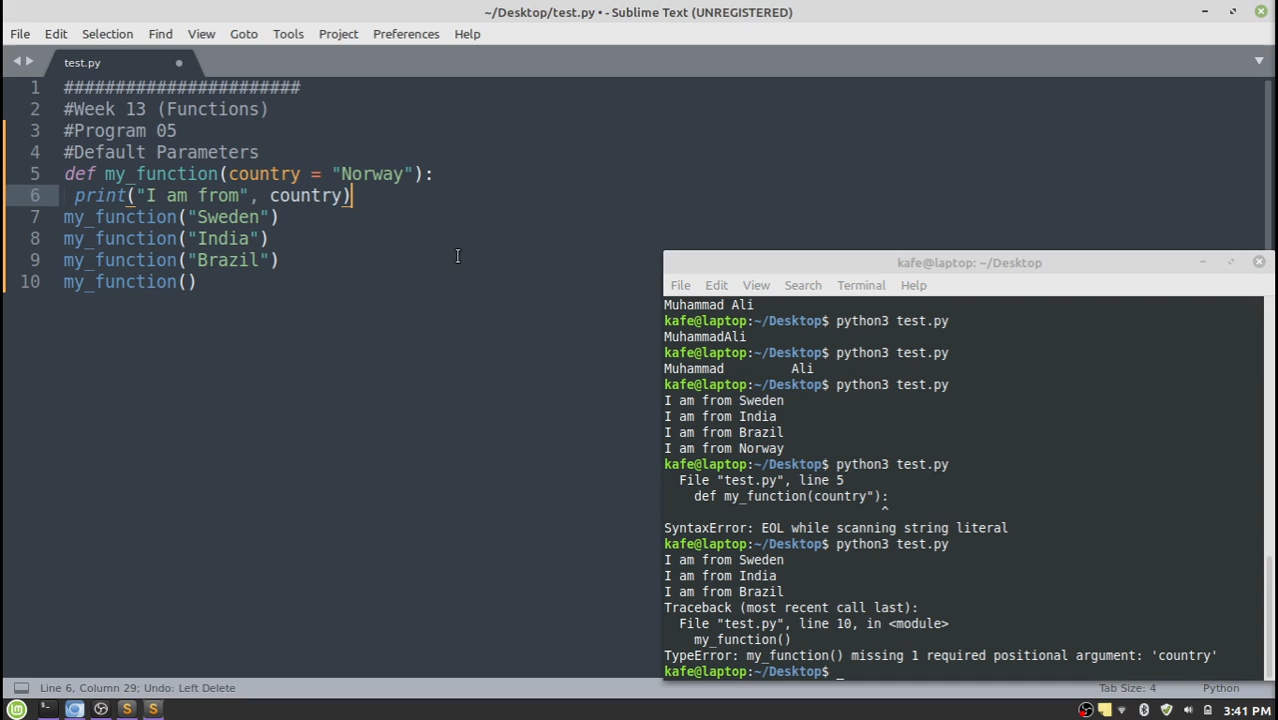 ~/Desktop/test.py • - Sublime Text (UNREGISTERED)
File Edit Selection Find View Goto Tools Project Preferences Help
test.py
1 #######################
2 #Week 13 (Functions)
3 #Program 05
4 #Default Parameters
5 def my_function(country = "Norway"):
6 print("I am from", country)
7 my_function("Sweden")
8 my_function("India")
9 my_function("Brazil")
10 my_function()
kafe@laptop: ~/Desktop
File Edit View Search Terminal Help
Muhammad Ali
kafe@laptop:~/Desktop$ python3 test.py
MuhammadAli
kafe@laptop:~/Desktop$ python3 test.py
Muhammad Ali
kafe@laptop:~/Desktop$ python3 test.py
I am from Sweden
I am from India
I am from Brazil
I am from Norway
kafe@laptop:~/Desktop$ python3 test.py
File "test.py", line 5
def my_function(country"):
^
SyntaxError: EOL while scanning string literal
kafe@laptop:~/Desktop$ python3 test.py
I am from Sweden
I am from India
I am from Brazil
Traceback (most recent call last):
File "test.py", line 10, in <module>
my_function()
TypeError: my_function() missing 1 required positional argument: 'country'
kafe@laptop:~/Desktop$ _
Line 6, Column 29; Undo: Left Delete
Tab Size: 4 Python
3:41 PM